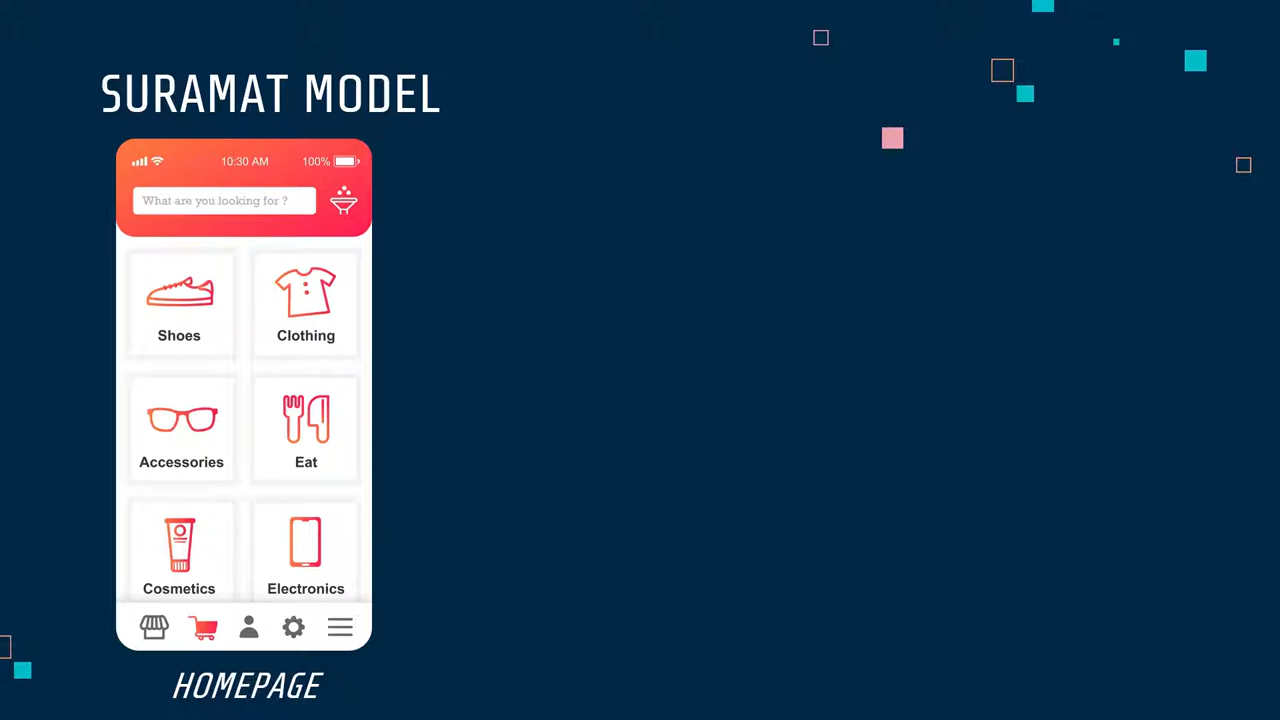 SURAMAT MODEL
10:30 AM 100%
What are you looking for ?
Shoes Clothing
Accessories Eat
Cosmetics Electronics
HOMEPAGE